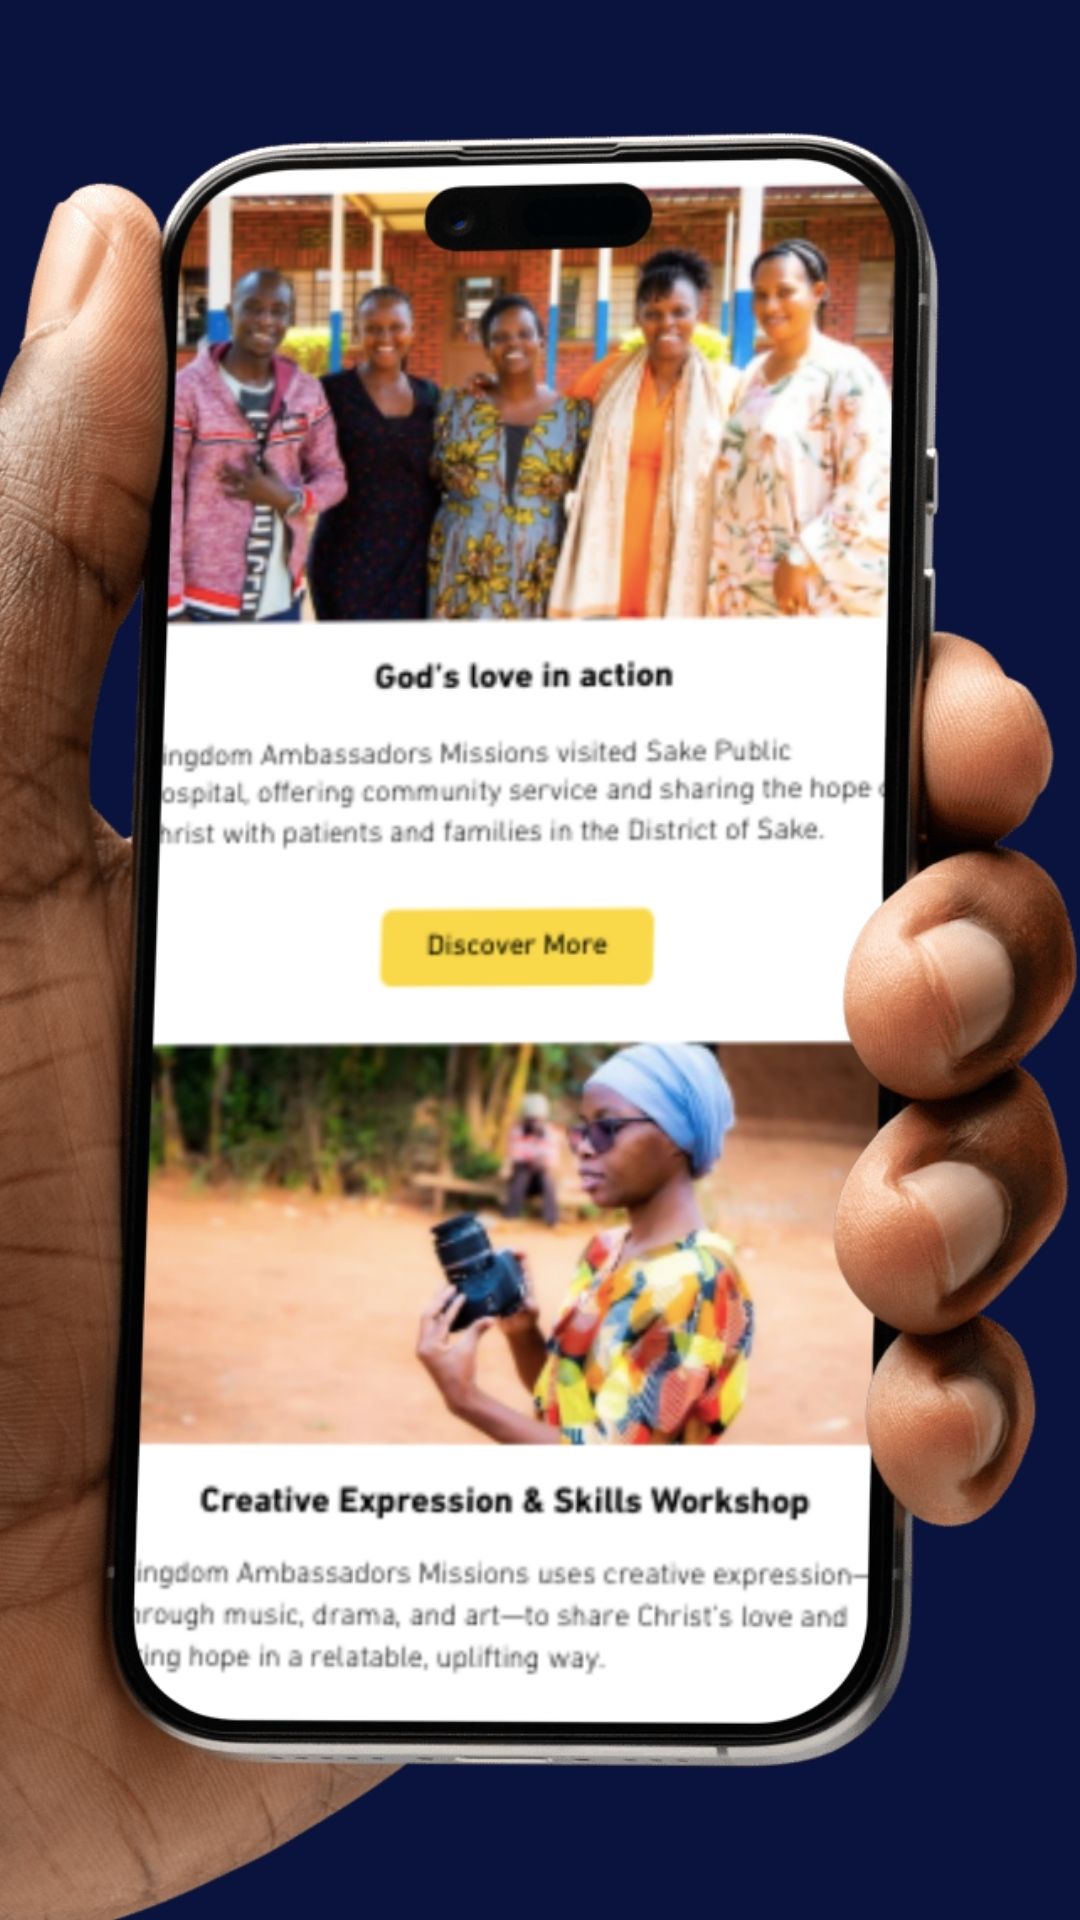 God's love in action
ingdom Ambassadors Missions visited Sake Public
ospital, offering community service and sharing the hope
hrist with patients and families in the District of Sake.
Discover More
Creative Expression & Skills Workshop
ingdom Ambassadors Missions uses creative expression—
hrough music, drama, and art—to share Christ's love and
ing hope in a relatable, uplifting way.